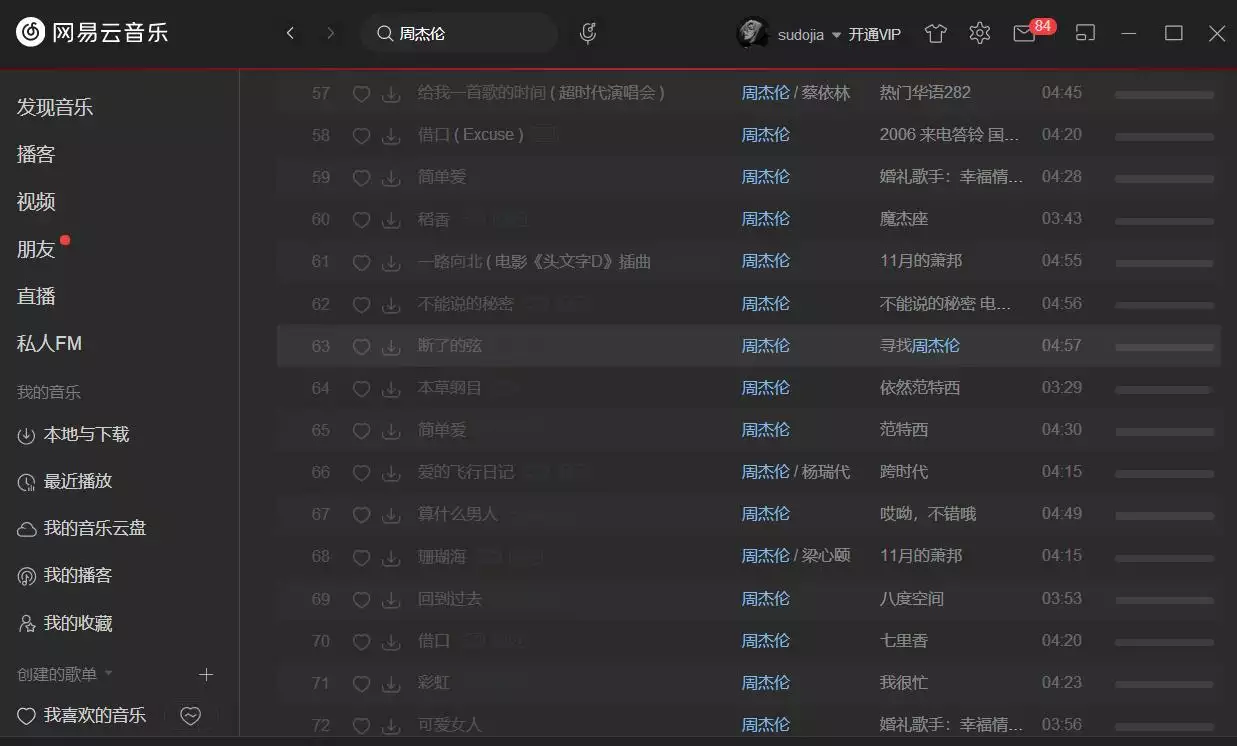 网易云音乐
周杰伦
sudojia
开通VIP
84
发现音乐
播客
视频
朋友
直播
私人FM
我的音乐
本地与下载
最近播放
我的音乐云盘
我的播客
我的收藏
创建的歌单
我喜欢的音乐
57 给我一首歌的时间 ( 超时代演唱会 ) 周杰伦 / 蔡依林 热门华语282 04:45
58 借口 ( Excuse ) 周杰伦 2006 来电答铃 国... 04:20
59 简单爱 周杰伦 婚礼歌手：幸福情... 04:28
60 稻香 周杰伦 魔杰座 03:43
61 一路向北 ( 电影《头文字D》插曲 周杰伦 11月的萧邦 04:55
62 不能说的秘密 周杰伦 不能说的秘密 电... 04:56
63 断了的弦 周杰伦 寻找周杰伦 04:57
64 本草纲目 周杰伦 依然范特西 03:29
65 简单爱 周杰伦 范特西 04:30
66 爱的飞行日记 周杰伦 / 杨瑞代 跨时代 04:15
67 算什么男人 周杰伦 哎呦，不错哦 04:49
68 珊瑚海 周杰伦 / 梁心颐 11月的萧邦 04:15
69 回到过去 周杰伦 八度空间 03:53
70 借口 周杰伦 七里香 04:20
71 彩虹 周杰伦 我很忙 04:23
72 可爱女人 周杰伦 婚礼歌手：幸福情... 03:56